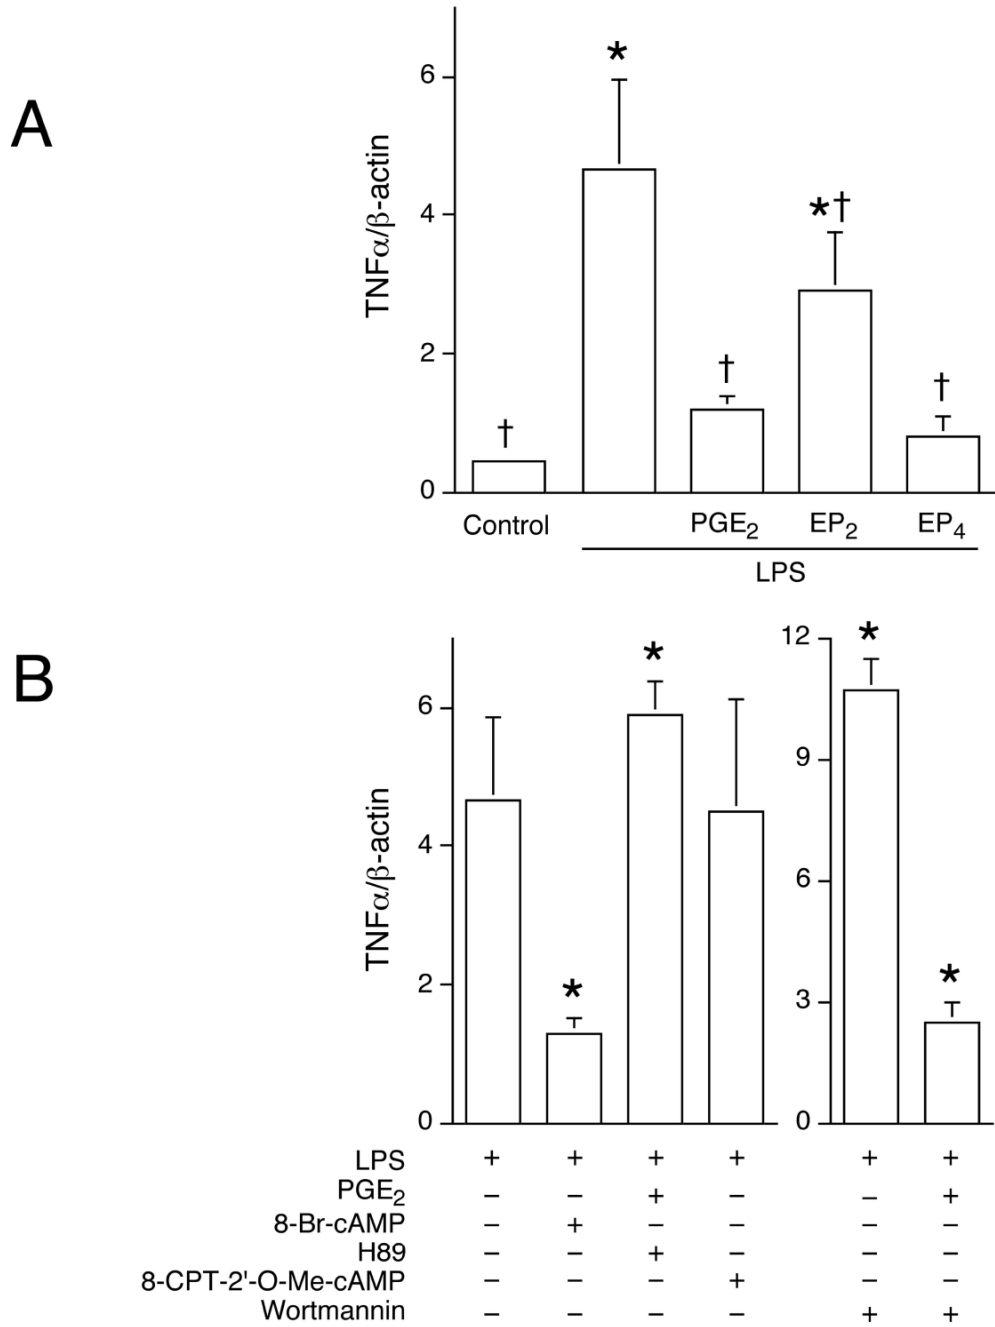 A
TNFα/β-actin
6
4
2
0
*
†
†
*†
†
Control PGE₂ EP₂ EP₄
LPS
B
TNFα/β-actin
6
4
2
0
*
*
12
9
6
3
0
*
*
LPS + + + + + +
PGE₂ – – + – – +
8-Br-cAMP – + – – – –
H89 – – + – – –
8-CPT-2'-O-Me-cAMP – – – + – –
Wortmannin – – – – + +